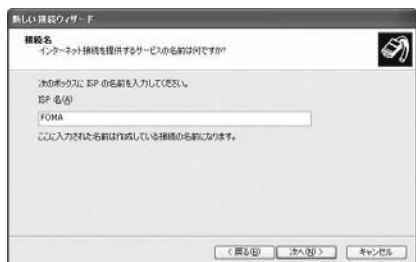 新しい接続ウィザード
接続名
インターネット接続を提供するサービスの名前は何ですか?
次のボックスに ISP の名前を入力してください。
ISP 名(A)
FOMA
ここに入力された名前は作成している接続の名前になります。
< 戻る(B)
次へ(N) >
キャンセル